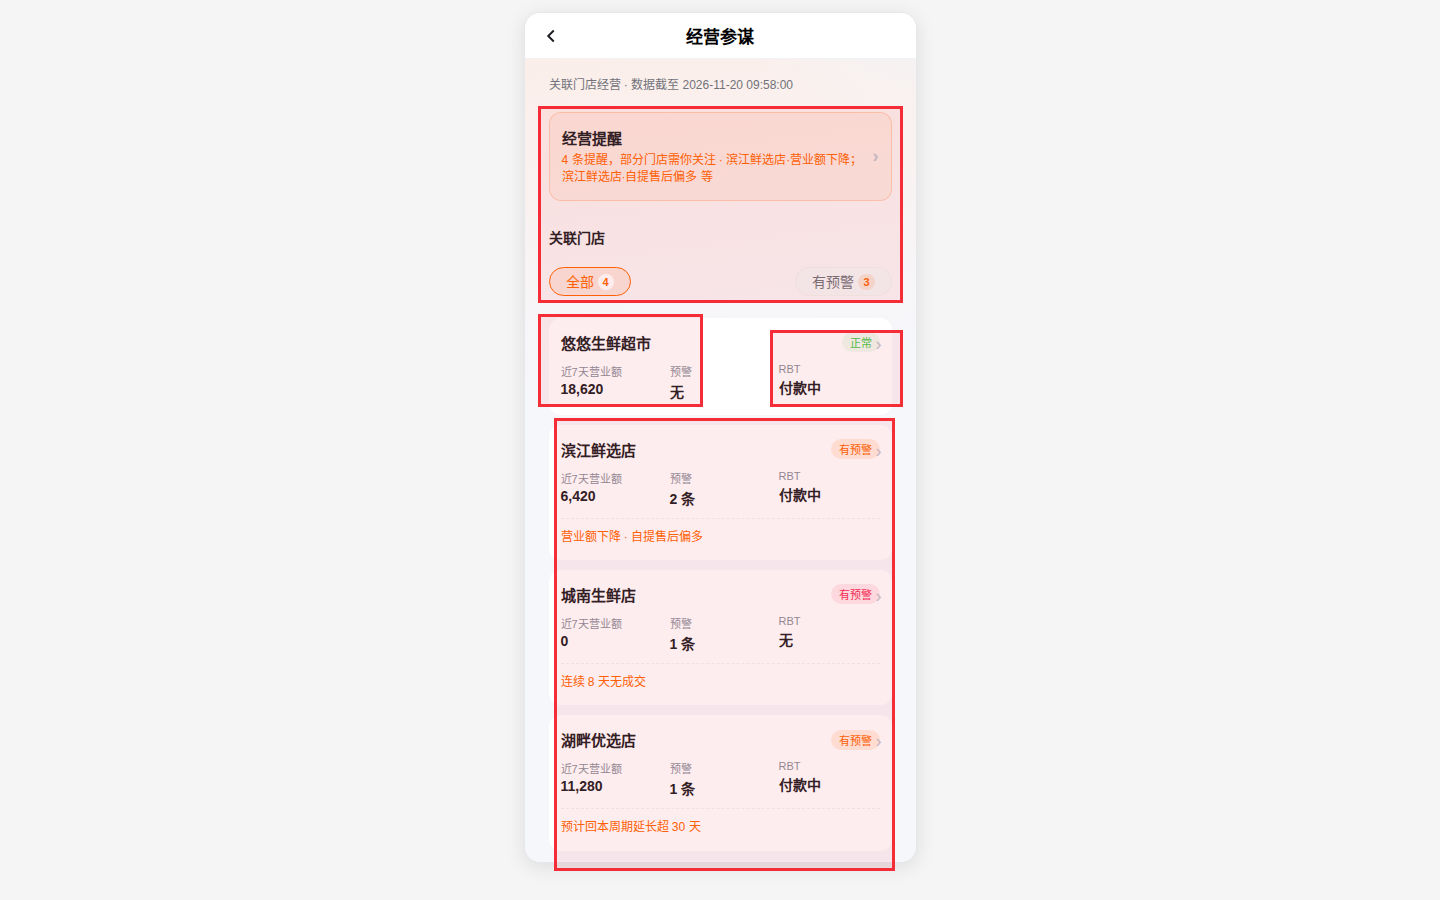 经营参谋
关联门店经营 · 数据截至 2026-11-20 09:58:00
经营提醒
4 条提醒，部分门店需你关注 · 滨江鲜选店·营业额下降；
滨江鲜选店·自提售后偏多 等
关联门店
全部 4 有预警 3
悠悠生鲜超市 正常
近7天营业额 预警 RBT
18,620 无 付款中
滨江鲜选店 有预警
近7天营业额 预警 RBT
6,420 2 条 付款中
营业额下降 · 自提售后偏多
城南生鲜店 有预警
近7天营业额 预警 RBT
0 1 条 无
连续 8 天无成交
湖畔优选店 有预警
近7天营业额 预警 RBT
11,280 1 条 付款中
预计回本周期延长超 30 天